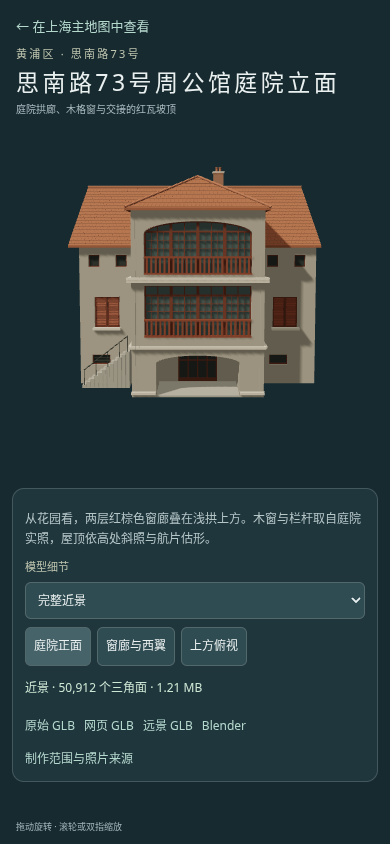 ← 在上海主地图中查看
黄浦区 · 思南路73号
思南路73号周公馆庭院立面
庭院拱廊、木格窗与交接的红瓦坡顶
从花园看，两层红棕色窗廊叠在浅拱上方。木窗与栏杆取自庭院
实照，屋顶依高处斜照与航片估形。
模型细节
完整近景
庭院正面 窗廊与西翼 上方俯视
近景 · 50,912 个三角面 · 1.21 MB
原始 GLB 网页 GLB 远景 GLB Blender
制作范围与照片来源
拖动旋转 · 滚轮或双指缩放